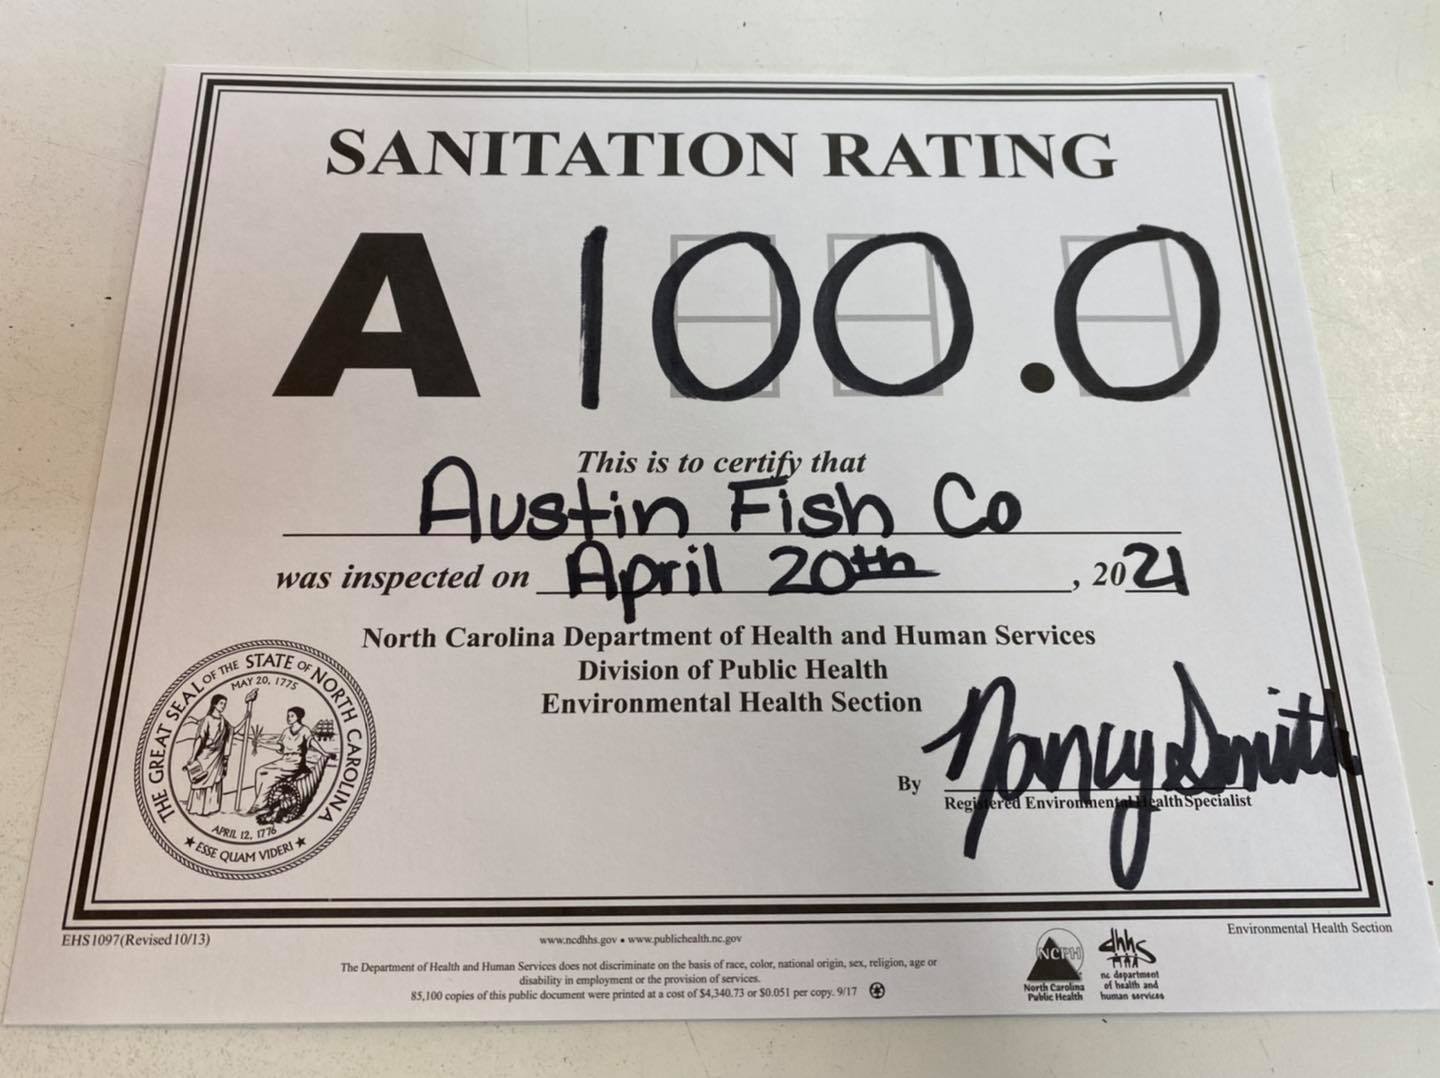 SANITATION RATING
A 100.0
This is to certify that
Austin Fish Co
was inspected on April 20th, 2021
North Carolina Department of Health and Human Services
Division of Public Health
Environmental Health Section
THE GREAT SEAL OF THE STATE OF NORTH CAROLINA
MAY 20, 1775
APRIL 12, 1776
★ ESSE QUAM VIDERI ★
By Nancy Smith
Registered Environmental Health Specialist
EHS 1097 (Revised 10/13)
www.ncdhhs.gov • www.publichealth.nc.gov
Environmental Health Section
The Department of Health and Human Services does not discriminate on the basis of race, color, national origin, sex, religion, age or
disability in employment or the provision of services.
85,100 copies of this public document were printed at a cost of $4,340.73 or $0.051 per copy. 9/17
NCPH
North Carolina
Public Health
dhhs
nc department
of health and
human services